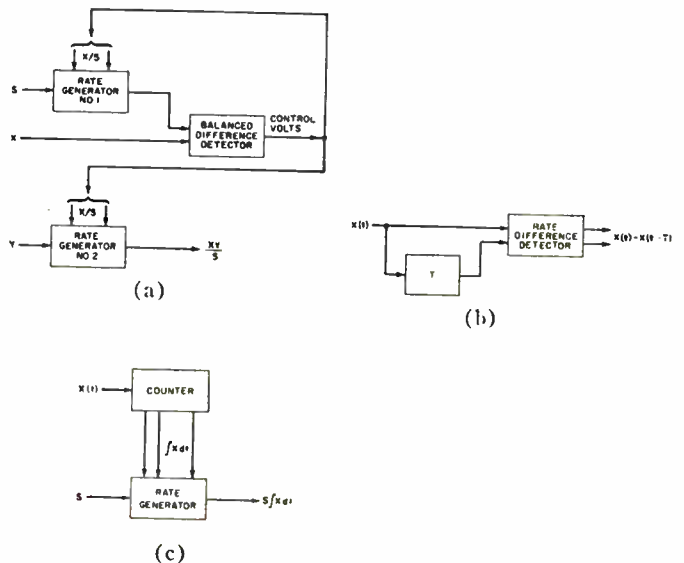 X/S
S
RATE
GENERATOR
NO 1
X
BALANCED
DIFFERENCE
DETECTOR
CONTROL
VOLTS
X/S
Y
RATE
GENERATOR
NO 2
XY
S
(a)
X(t)
T
RATE
DIFFERENCE
DETECTOR
X(t) - X(t - T)
(b)
X(t)
COUNTER
∫X dt
S
RATE
GENERATOR
S∫X dt
(c)